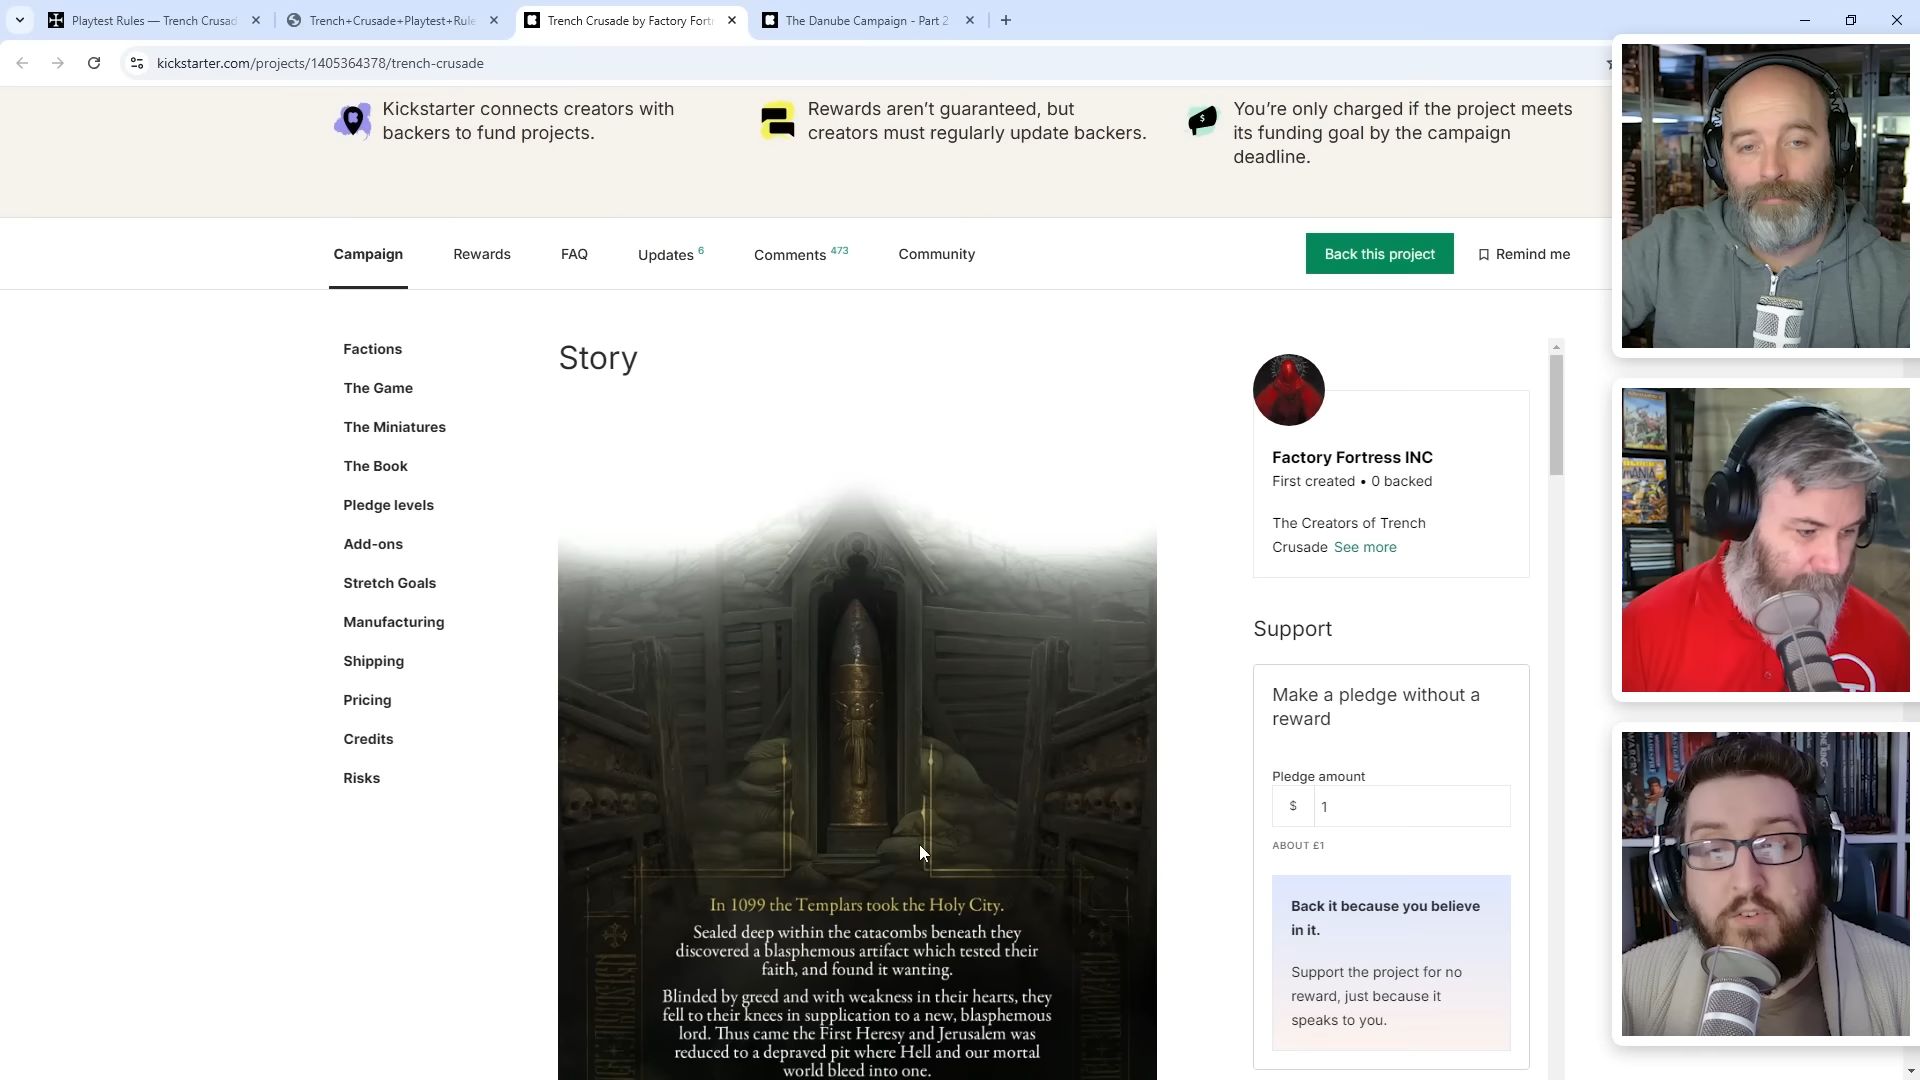 Playtest Rules — Trench Crusad
Trench+Crusade+Playtest+Rule
Trench Crusade by Factory Fort
The Danube Campaign - Part 2
kickstarter.com/projects/1405364378/trench-crusade
Kickstarter connects creators with
backers to fund projects.
Rewards aren't guaranteed, but
creators must regularly update backers.
You're only charged if the project meets
its funding goal by the campaign
deadline.
Campaign
Rewards
FAQ
Updates 6
Comments 473
Community
Back this project
Remind me
Factions
The Game
The Miniatures
The Book
Pledge levels
Add-ons
Stretch Goals
Manufacturing
Shipping
Pricing
Credits
Risks
Story
In 1099 the Templars took the Holy City.
Sealed deep within the catacombs beneath they
discovered a blasphemous artifact which tested their
faith, and found it wanting.
Blinded by greed and with weakness in their hearts, they
fell to their knees in supplication to a new, blasphemous
lord. Thus came the First Heresy and Jerusalem was
reduced to a depraved pit where Hell and our mortal
world bleed into one.
Factory Fortress INC
First created • 0 backed
The Creators of Trench
Crusade See more
Support
Make a pledge without a
reward
Pledge amount
$ 1
ABOUT £1
Back it because you believe
in it.
Support the project for no
reward, just because it
speaks to you.